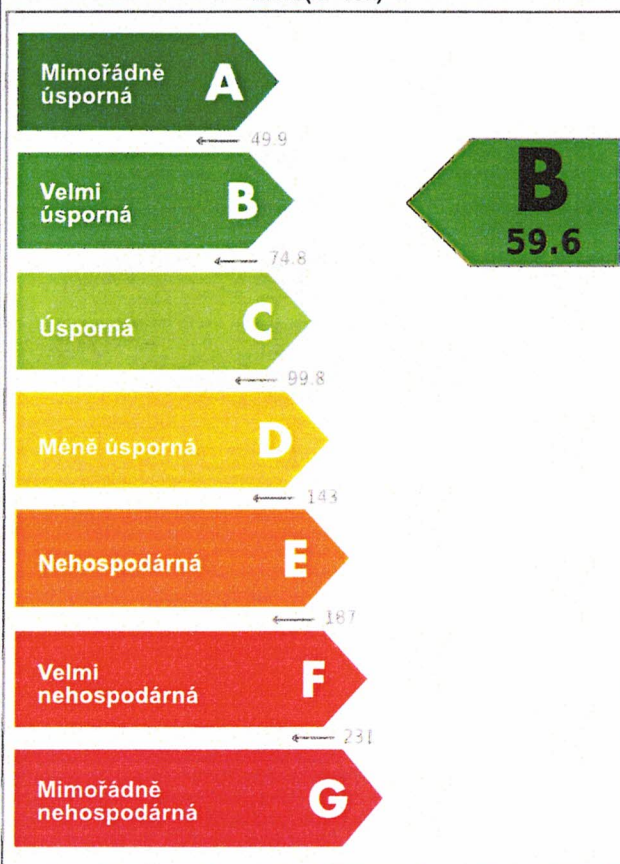 Mimořádně
úsporná
A
49.9
Velmi
úsporná
B
B
59.6
74.8
Úsporná
C
99.8
Méně úsporná
D
143
Nehospodárná
E
187
Velmi
nehospodárná
F
231
Mimořádně
nehospodárná
G